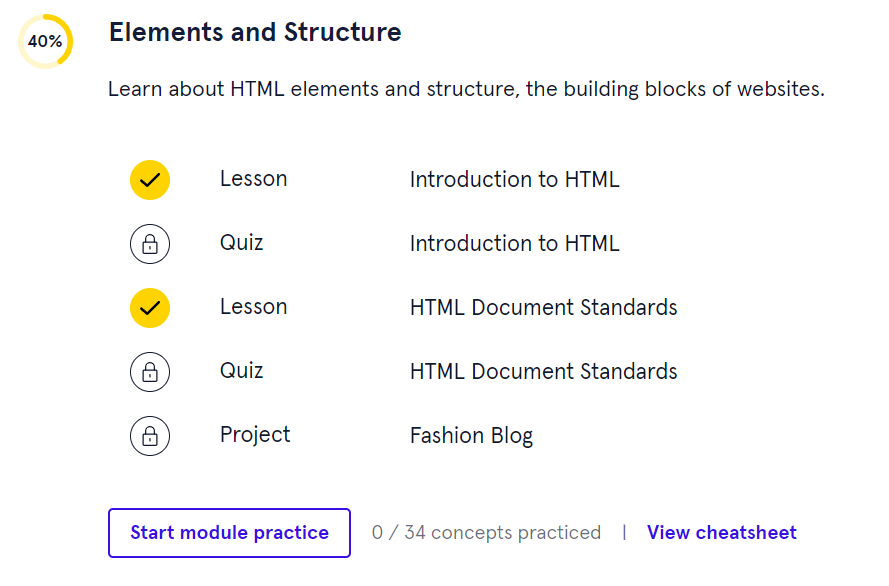 40%
Elements and Structure
Learn about HTML elements and structure, the building blocks of websites.
Lesson Introduction to HTML
Quiz Introduction to HTML
Lesson HTML Document Standards
Quiz HTML Document Standards
Project Fashion Blog
Start module practice 0 / 34 concepts practiced | View cheatsheet